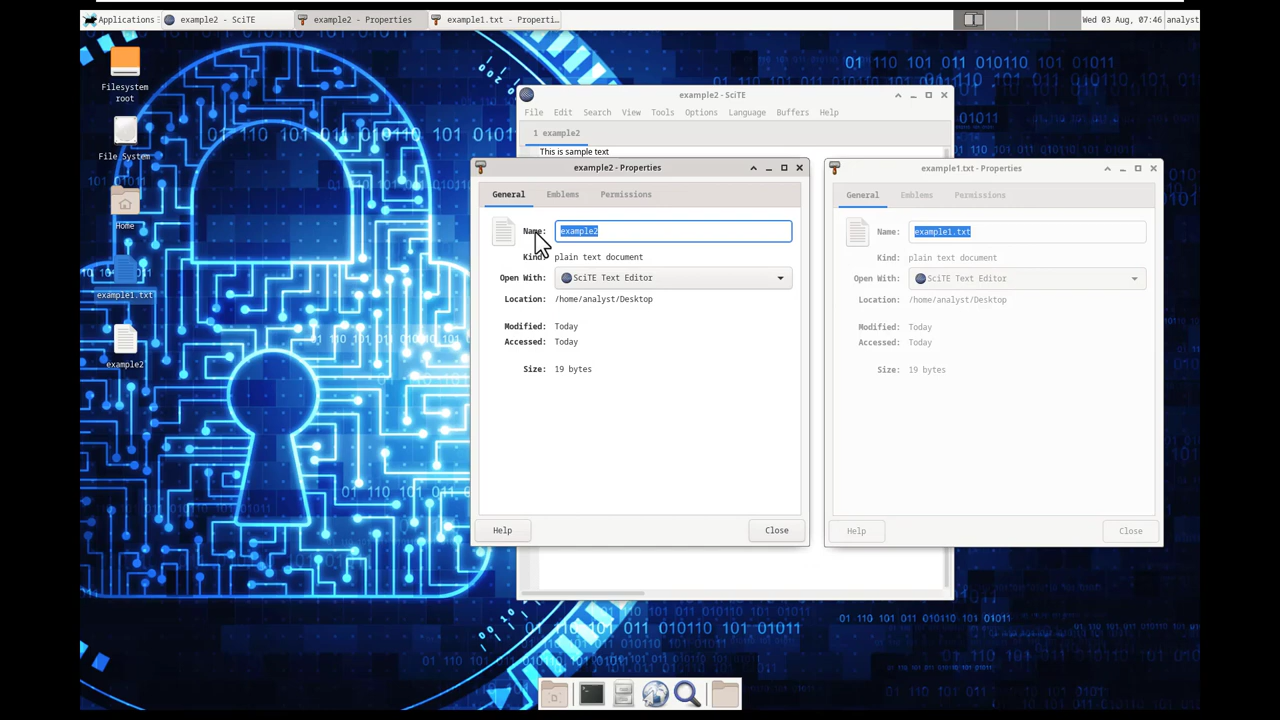 Applications
example2 - SciTE
example2 - Properties
example1.txt - Properti...
Wed 03 Aug, 07:46
analyst
Filesystem
root
File System
Home
example1.txt
example2
example2 - SciTE
File Edit Search View Tools Options Language Buffers Help
1 example2
This is sample text
example2 - Properties
General Emblems Permissions
Name: example2
Kind: plain text document
Open With: SciTE Text Editor
Location: /home/analyst/Desktop
Modified: Today
Accessed: Today
Size: 19 bytes
Help Close
example1.txt - Properties
General Emblems Permissions
Name: example1.txt
Kind: plain text document
Open With: SciTE Text Editor
Location: /home/analyst/Desktop
Modified: Today
Accessed: Today
Size: 19 bytes
Help Close